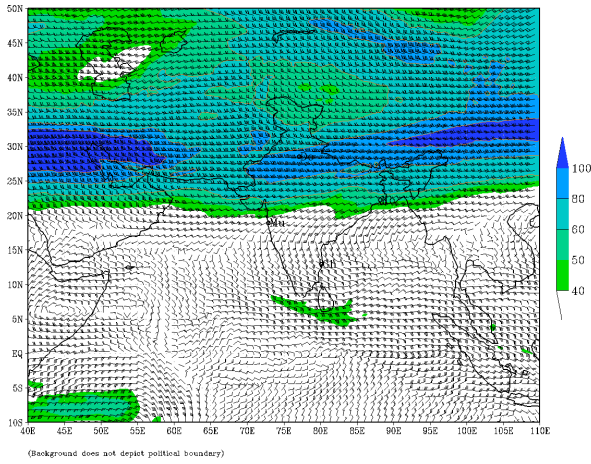 50N
45N
40N
35N
30N
25N
20N
15N
10N
5N
EQ
5S
10S
40E 45E 50E 55E 60E 65E 70E 75E 80E 85E 90E 95E 100E 105E 110E
100
80
60
50
40
Mu
(Background does not depict political boundary)